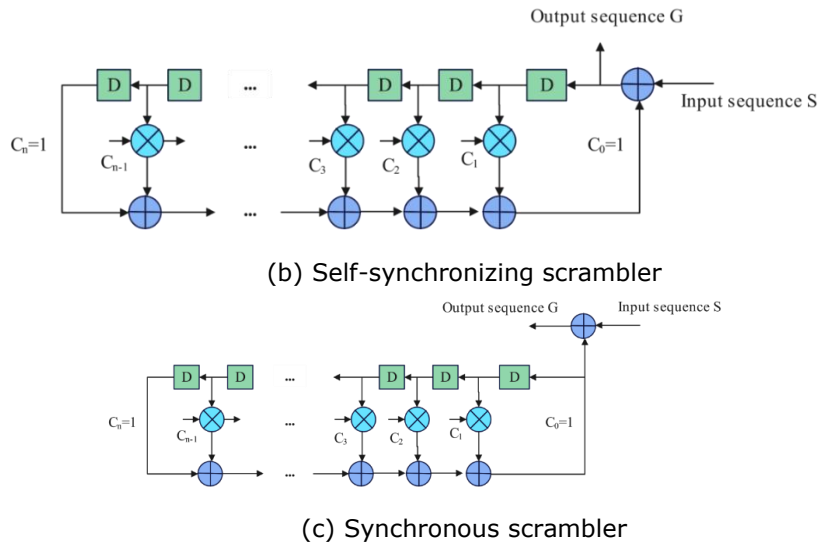 Output sequence G
D D ... D D D
Input sequence S
Cₙ=1 Cₙ₋₁ ... C₃ C₂ C₁ C₀=1
...
(b) Self-synchronizing scrambler
Output sequence G Input sequence S
D D ... D D D
Cₙ=1 Cₙ₋₁ ... C₃ C₂ C₁ C₀=1
...
(c) Synchronous scrambler